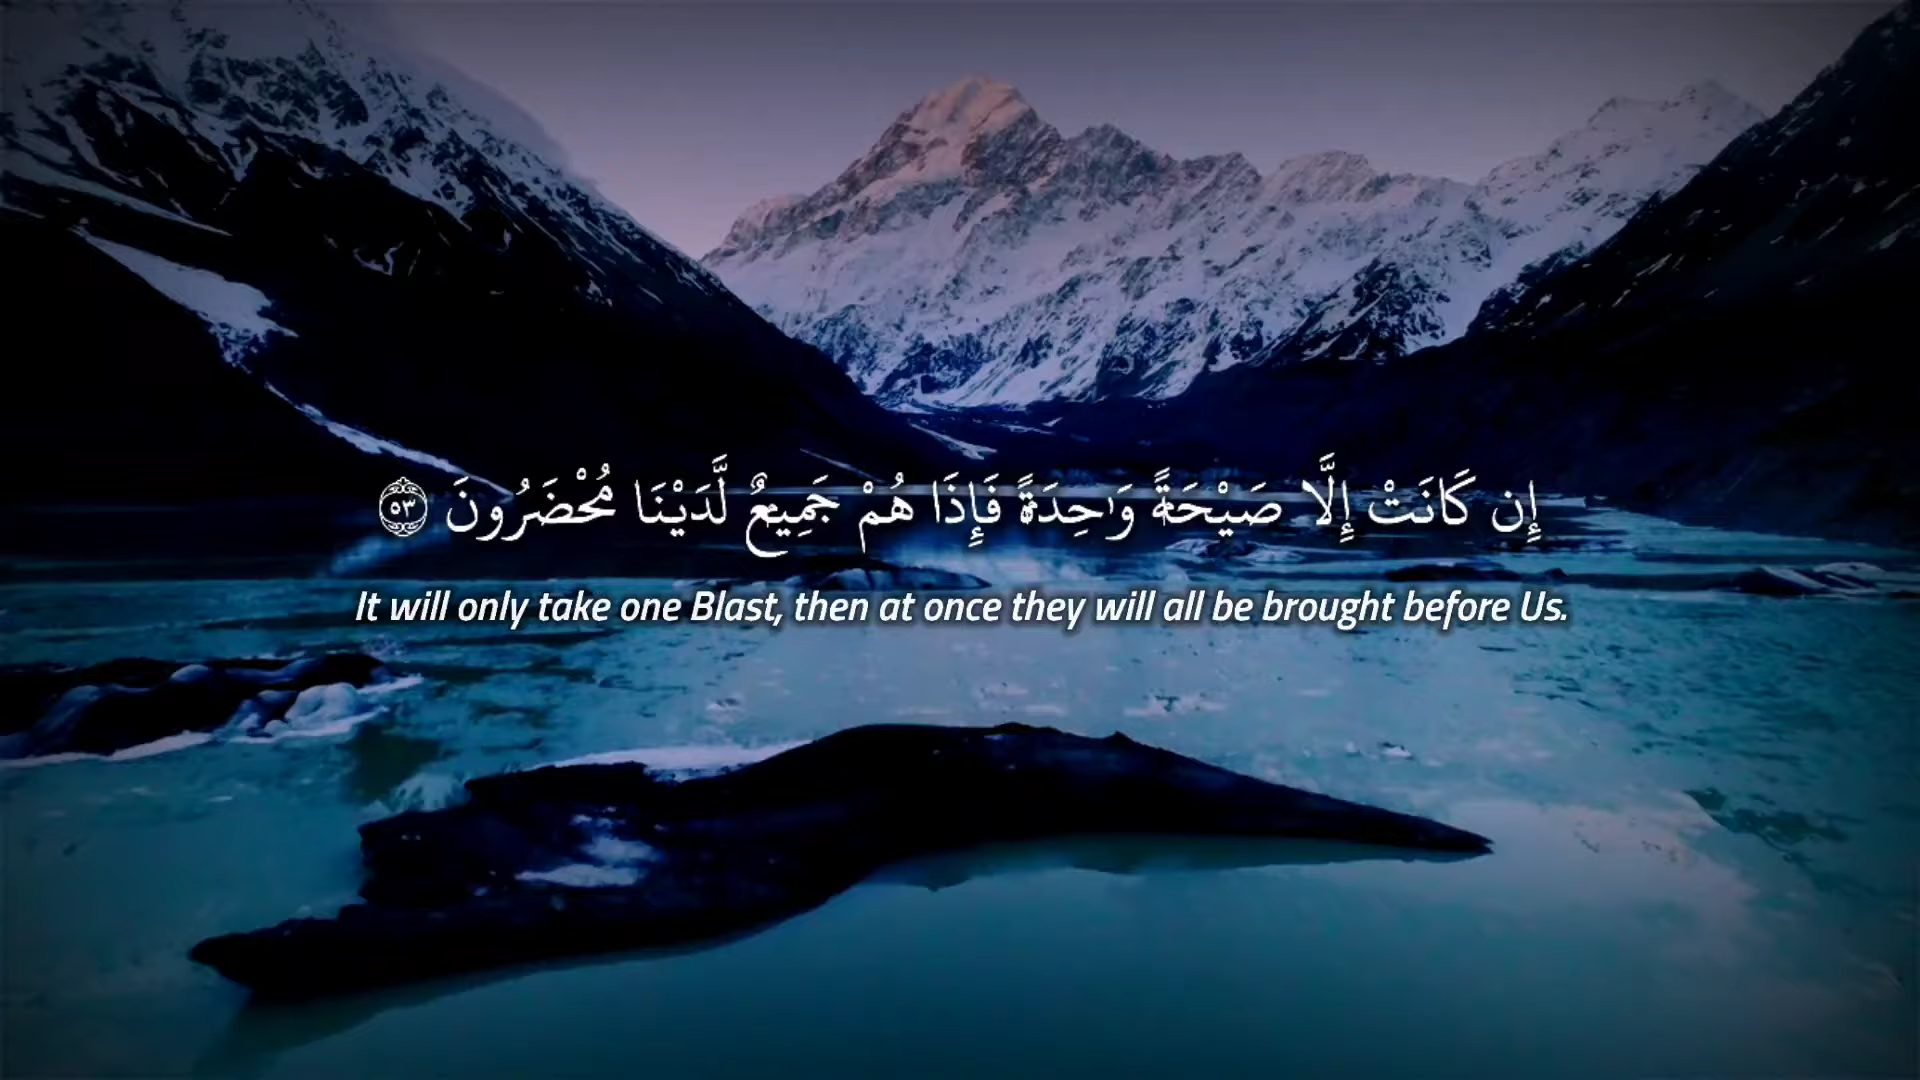 إِن كَانَتْ إِلَّا صَيْحَةً وَٰحِدَةً فَإِذَا هُمْ جَمِيعٌ لَّدَيْنَا مُحْضَرُونَ ٥٣
It will only take one Blast, then at once they will all be brought before Us.